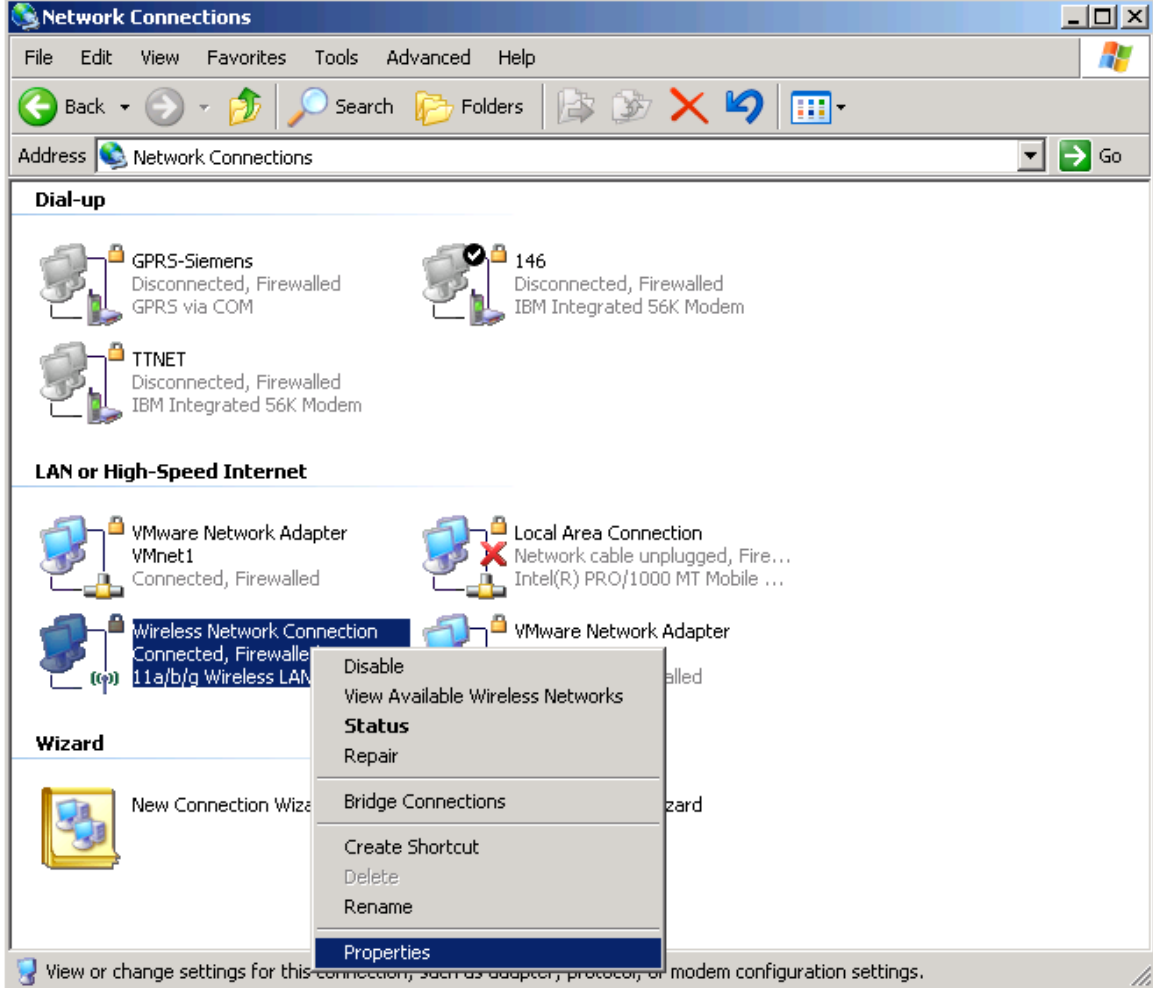 Network Connections
File Edit View Favorites Tools Advanced Help
Back Search Folders
Address Network Connections Go
Dial-up
GPRS-Siemens
Disconnected, Firewalled
GPRS via COM
146
Disconnected, Firewalled
IBM Integrated 56K Modem
TTNET
Disconnected, Firewalled
IBM Integrated 56K Modem
LAN or High-Speed Internet
VMware Network Adapter
VMnet1
Connected, Firewalled
Local Area Connection
Network cable unplugged, Fire...
Intel(R) PRO/1000 MT Mobile ...
Wireless Network Connection
Connected, Firewalle
11a/b/g Wireless LAN
VMware Network Adapter
alled
Disable
View Available Wireless Networks
Status
Repair
Bridge Connections
Create Shortcut
Delete
Rename
Properties
Wizard
New Connection Wiza
zard
View or change settings for this connection, such as adapter, protocol, or modem configuration settings.